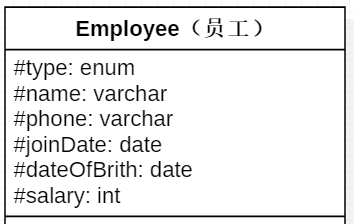 Employee（员工）
#type: enum
#name: varchar
#phone: varchar
#joinDate: date
#dateOfBrith: date
#salary: int